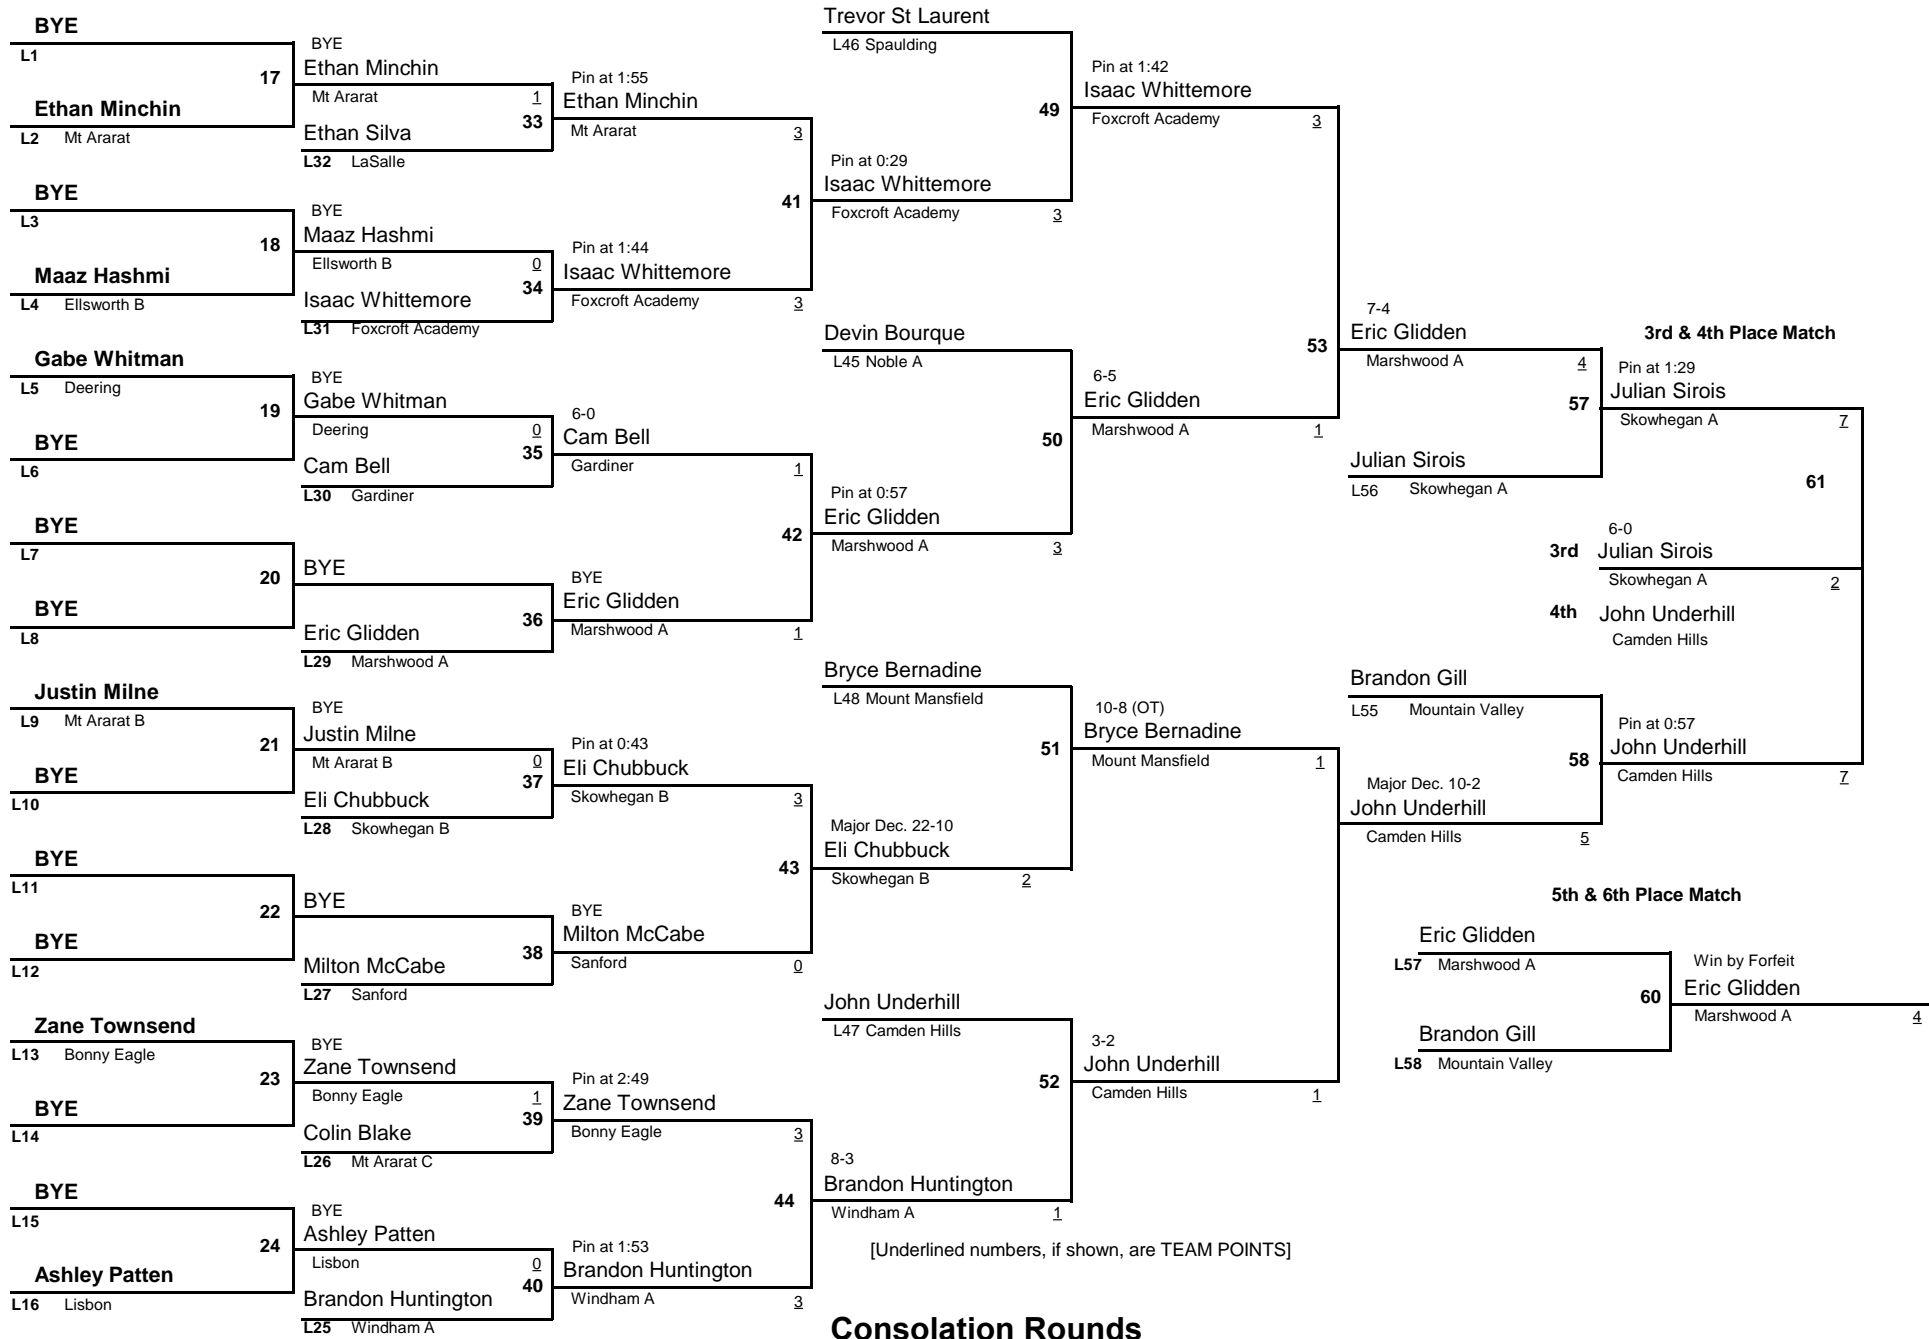 BYE
L1
17
Ethan Minchin
L2 Mt Ararat
BYE
L3
18
Maaz Hashmi
L4 Ellsworth B
Gabe Whitman
L5 Deering
19
BYE
L6
BYE
L7
20
BYE
L8
Justin Milne
L9 Mt Ararat B
21
BYE
L10
BYE
L11
22
BYE
L12
Zane Townsend
L13 Bonny Eagle
23
BYE
L14
BYE
L15
24
Ashley Patten
L16 Lisbon
BYE
Ethan Minchin
Mt Ararat 1
33
Ethan Silva
L32 LaSalle
BYE
Maaz Hashmi
Ellsworth B 0
34
Isaac Whittemore
L31 Foxcroft Academy
BYE
Gabe Whitman
Deering 0
35
Cam Bell
L30 Gardiner
BYE
36
Eric Glidden
L29 Marshwood A
BYE
Justin Milne
Mt Ararat B 0
37
Eli Chubbuck
L28 Skowhegan B
BYE
38
Milton McCabe
L27 Sanford
BYE
Zane Townsend
Bonny Eagle 1
39
Colin Blake
L26 Mt Ararat C
BYE
Ashley Patten
Lisbon 0
40
Brandon Huntington
L25 Windham A
Pin at 1:55
Ethan Minchin
Mt Ararat 3
41
Pin at 1:44
Isaac Whittemore
Foxcroft Academy 3
6-0
Cam Bell
Gardiner 1
42
BYE
Eric Glidden
Marshwood A 1
Pin at 0:43
Eli Chubbuck
Skowhegan B 3
43
BYE
Milton McCabe
Sanford 0
Pin at 2:49
Zane Townsend
Bonny Eagle 3
44
Pin at 1:53
Brandon Huntington
Windham A 3
Trevor St Laurent
L46 Spaulding
49
Pin at 0:29
Isaac Whittemore
Foxcroft Academy 3
Devin Bourque
L45 Noble A
50
Pin at 0:57
Eric Glidden
Marshwood A 3
Bryce Bernadine
L48 Mount Mansfield
51
Major Dec. 22-10
Eli Chubbuck
Skowhegan B 2
John Underhill
L47 Camden Hills
52
8-3
Brandon Huntington
Windham A 1
[Underlined numbers, if shown, are TEAM POINTS]
Consolation Rounds
Pin at 1:42
Isaac Whittemore
Foxcroft Academy 3
53
6-5
Eric Glidden
Marshwood A 1
10-8 (OT)
Bryce Bernadine
Mount Mansfield 1
3-2
John Underhill
Camden Hills 1
7-4
Eric Glidden
Marshwood A 4
57
Julian Sirois
L56 Skowhegan A
Brandon Gill
L55 Mountain Valley
58
Major Dec. 10-2
John Underhill
Camden Hills 5
3rd & 4th Place Match
Pin at 1:29
Julian Sirois
Skowhegan A 7
61
6-0
3rd Julian Sirois
Skowhegan A 2
4th John Underhill
Camden Hills
Pin at 0:57
John Underhill
Camden Hills 7
5th & 6th Place Match
Eric Glidden
L57 Marshwood A
60
Brandon Gill
L58 Mountain Valley
Win by Forfeit
Eric Glidden
Marshwood A 4